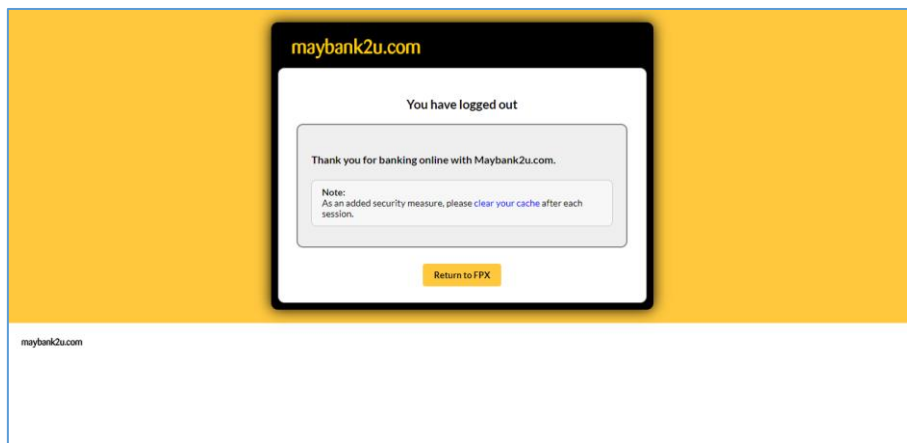 maybank2u.com
You have logged out
Thank you for banking online with Maybank2u.com.
Note:
As an added security measure, please clear your cache after each
session.
Return to FPX
maybank2u.com